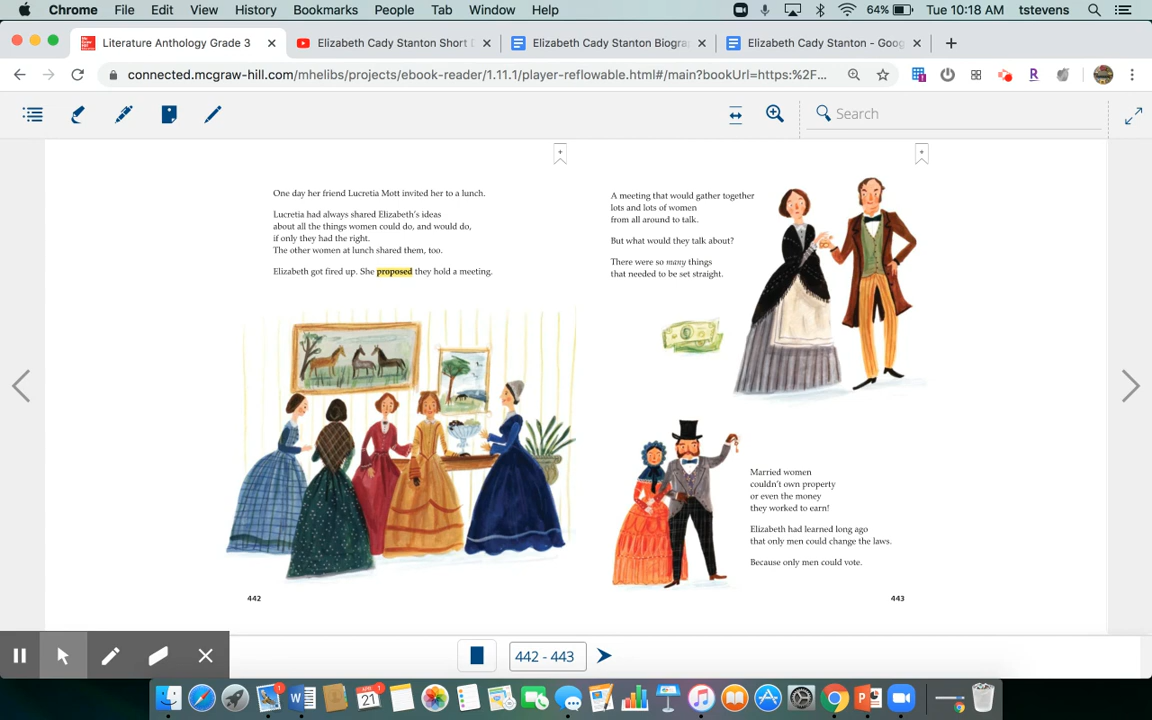 Chrome File Edit View History Bookmarks People Tab Window Help 64% Tue 10:18 AM tstevens
Literature Anthology Grade 3 Elizabeth Cady Stanton Short Elizabeth Cady Stanton Biogra Elizabeth Cady Stanton - Goog
connected.mcgraw-hill.com/mhelibs/projects/ebook-reader/1.11.1/player-reflowable.html#/main?bookUrl=https:%2F...
Search
One day her friend Lucretia Mott invited her to a lunch.
Lucretia had always shared Elizabeth's ideas
about all the things women could do, and would do,
if only they had the right.
The other women at lunch shared them, too.
Elizabeth got fired up. She proposed they hold a meeting.
442
A meeting that would gather together
lots and lots of women
from all around to talk.
But what would they talk about?
There were so many things
that needed to be set straight.
Married women
couldn't own property
or even the money
they worked to earn!
Elizabeth had learned long ago
that only men could change the laws.
Because only men could vote.
443
442 - 443